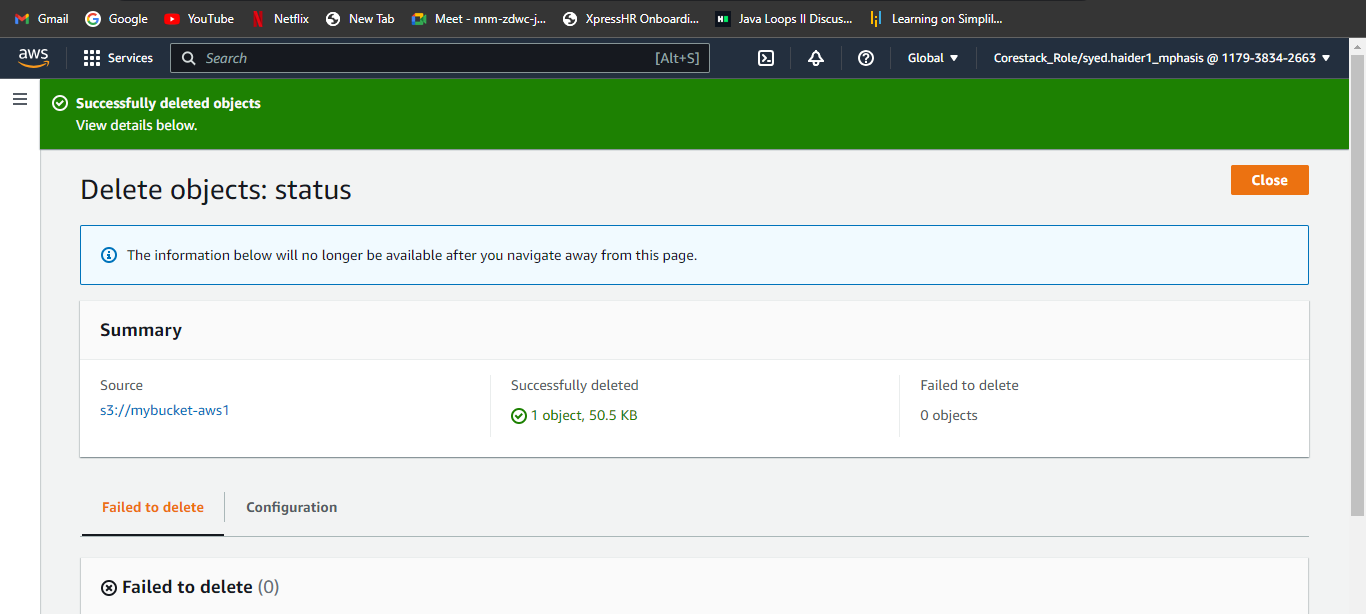 Gmail Google YouTube Netflix New Tab Meet - nnm-zdwc-j... XpressHR Onboardi... Java Loops II Discus... Learning on Simplil...
aws Services Search [Alt+S] Global Corestack_Role/syed.haider1_mphasis @ 1179-3834-2663
Successfully deleted objects
View details below.
Delete objects: status
Close
The information below will no longer be available after you navigate away from this page.
Summary
Source
s3://mybucket-aws1
Successfully deleted
1 object, 50.5 KB
Failed to delete
0 objects
Failed to delete Configuration
Failed to delete (0)